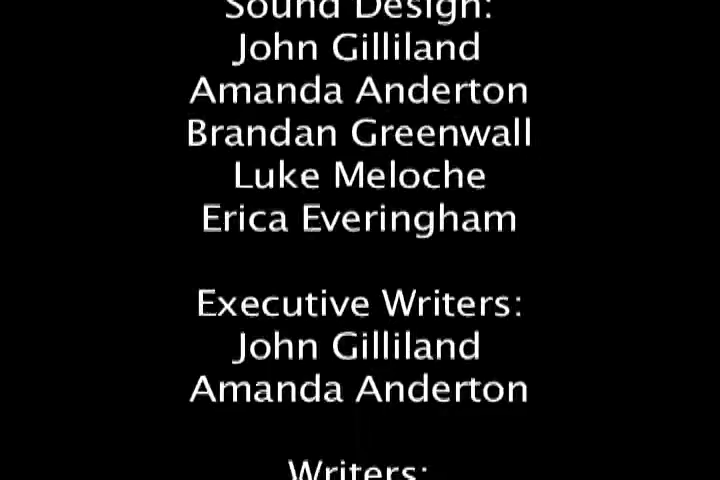 Sound Design:
John Gilliland
Amanda Anderton
Brandan Greenwall
Luke Meloche
Erica Everingham
Executive Writers:
John Gilliland
Amanda Anderton
Writers: